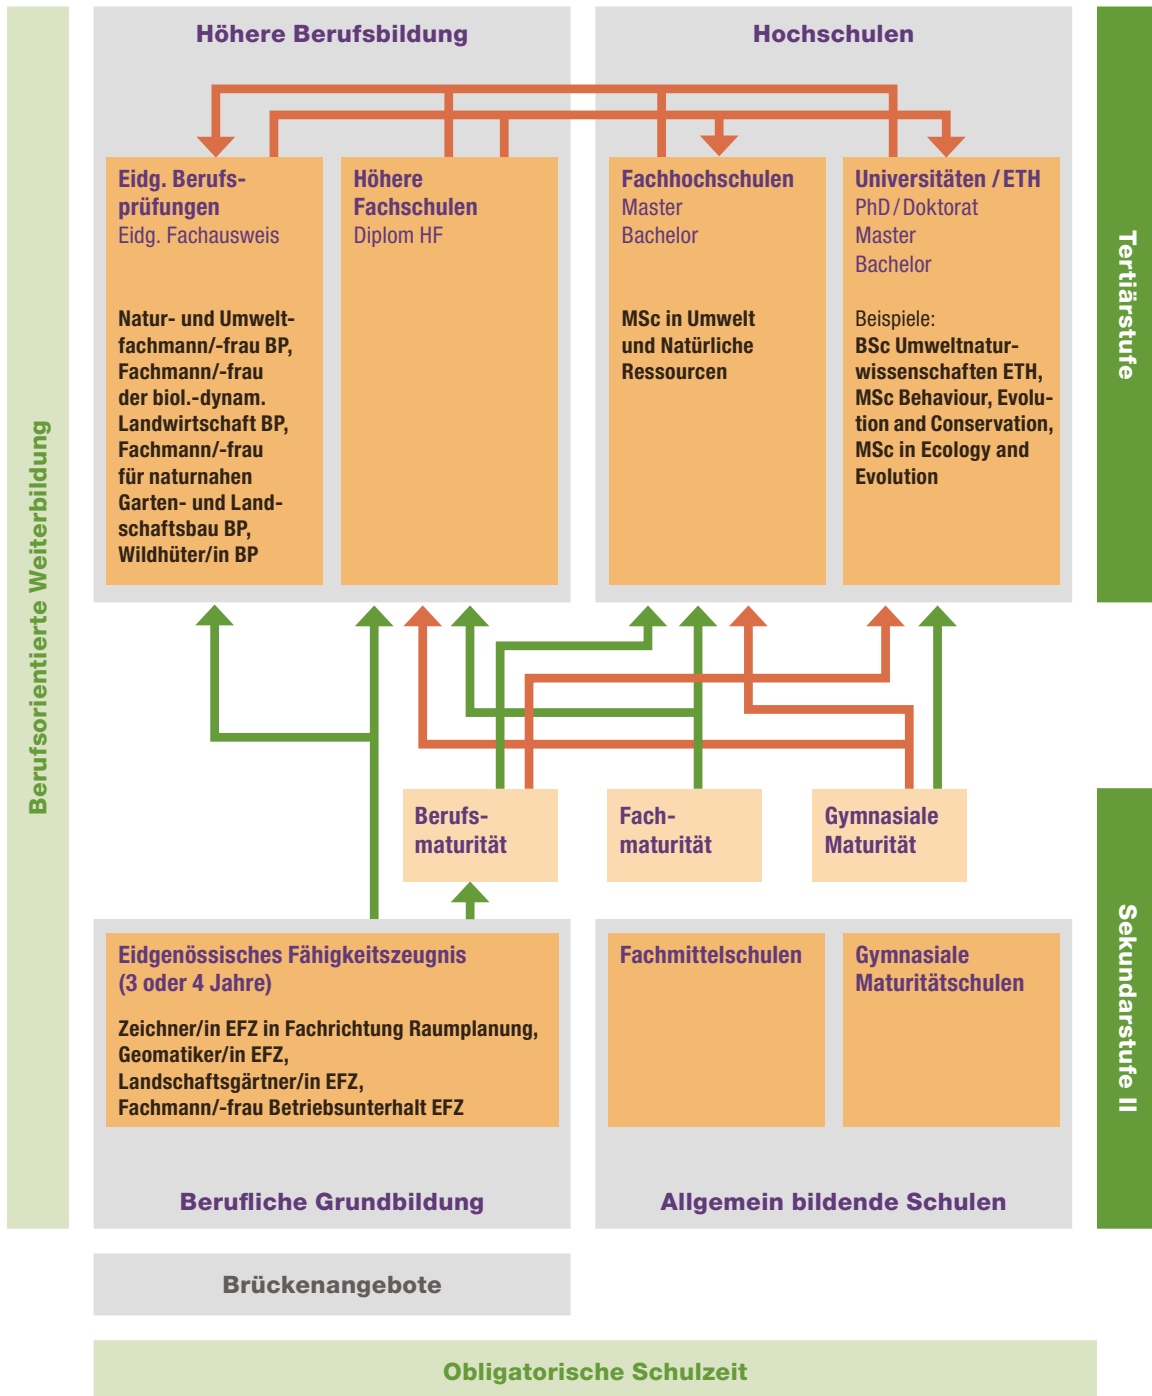 Höhere Berufsbildung
Hochschulen
Eidg. Berufs-
prüfungen
Eidg. Fachausweis
Natur- und Umwelt-
fachmann/-frau BP,
Fachmann/-frau
der biol.-dynam.
Landwirtschaft BP,
Fachmann/-frau
für naturnahen
Garten- und Land-
schaftsbau BP,
Wildhüter/in BP
Höhere
Fachschulen
Diplom HF
Fachhochschulen
Master
Bachelor
MSc in Umwelt
und Natürliche
Ressourcen
Universitäten / ETH
PhD / Doktorat
Master
Bachelor
Beispiele:
BSc Umweltnatur-
wissenschaften ETH,
MSc Behaviour, Evolu-
tion and Conservation,
MSc in Ecology and
Evolution
Tertiärstufe
Berufsorientierte Weiterbildung
Berufs-
maturität
Fach-
maturität
Gymnasiale
Maturität
Sekundarstufe II
Eidgenössisches Fähigkeitszeugnis
(3 oder 4 Jahre)
Zeichner/in EFZ in Fachrichtung Raumplanung,
Geomatiker/in EFZ,
Landschaftsgärtner/in EFZ,
Fachmann/-frau Betriebsunterhalt EFZ
Fachmittelschulen
Gymnasiale
Maturitätschulen
Berufliche Grundbildung
Allgemein bildende Schulen
Brückenangebote
Obligatorische Schulzeit